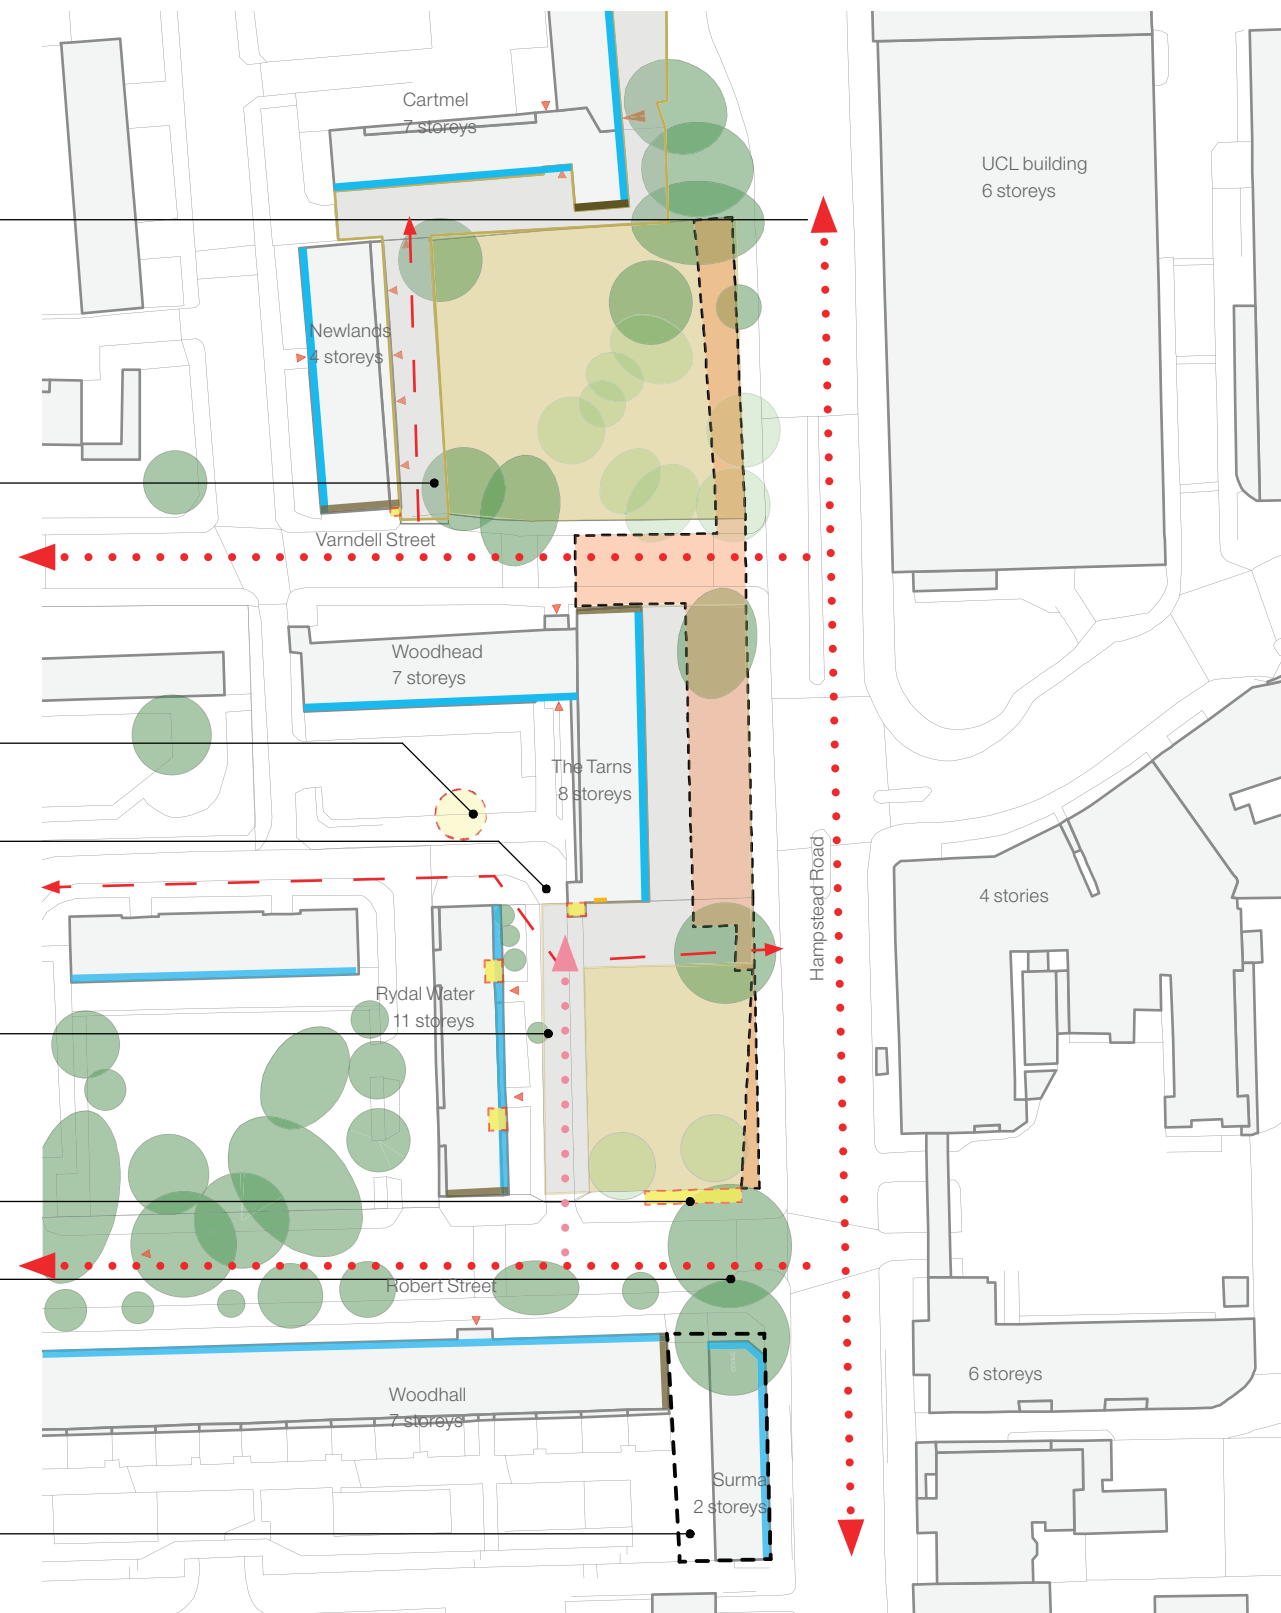 Cartmel
7 storeys
UCL building
6 storeys
Newlands
4 storeys
Varndell Street
Woodhead
7 storeys
The Tarns
8 storeys
Hampstead Road
4 stories
Rydal Water
11 storeys
Robert Street
6 storeys
Woodhall
7 storeys
Surma
2 storeys